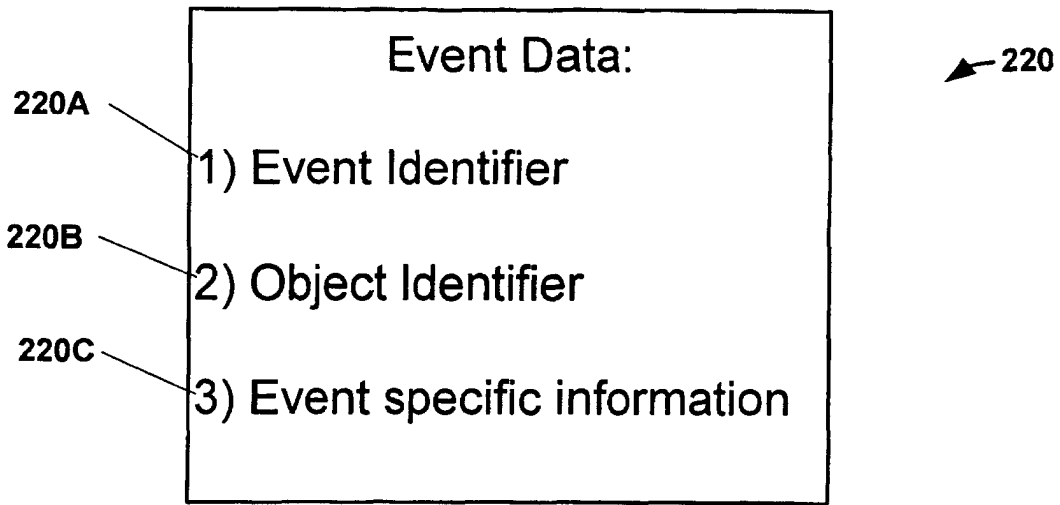 Event Data:
220
220A
1) Event Identifier
220B
2) Object Identifier
220C
3) Event specific information